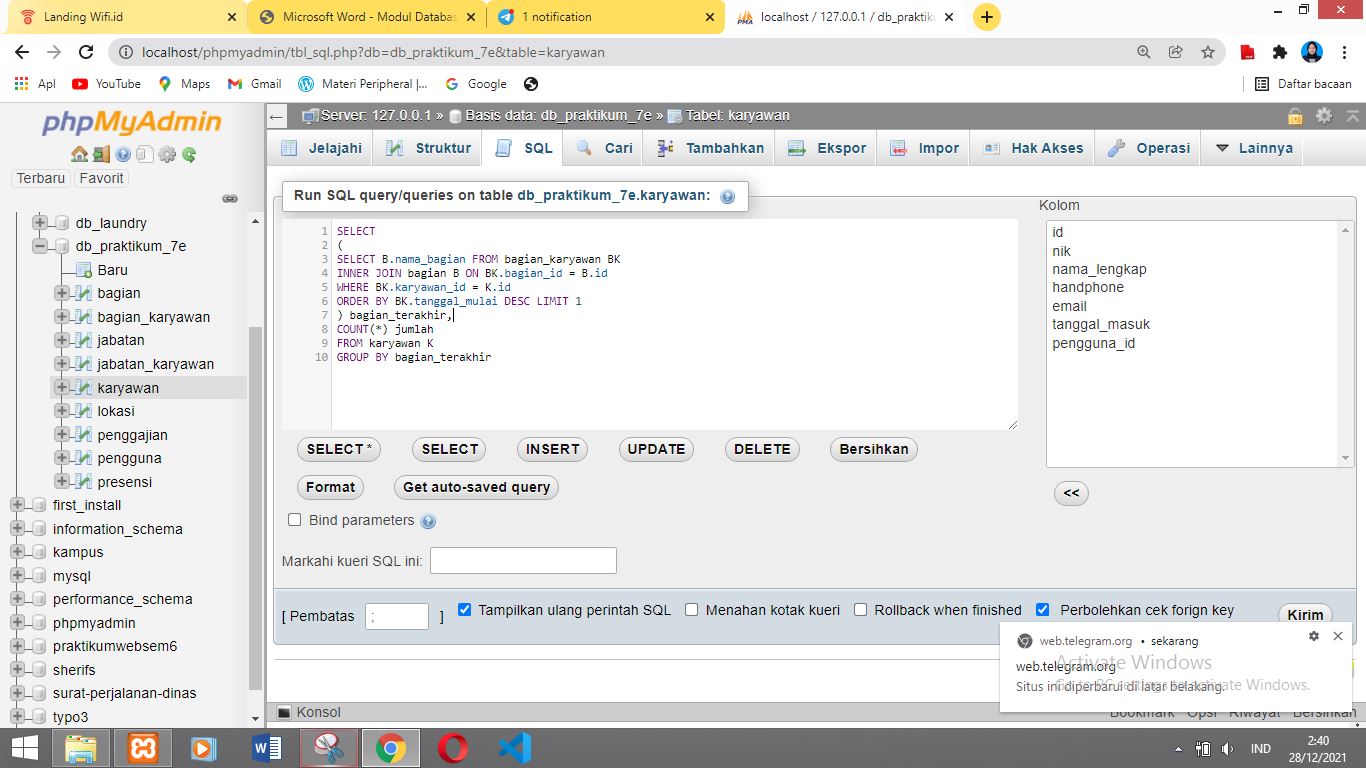 Landing Wifi.id
Microsoft Word - Modul Databas
1 notification
localhost / 127.0.0.1 / db_praktiku
localhost/phpmyadmin/tbl_sql.php?db=db_praktikum_7e&table=karyawan
Apl
YouTube
Maps
Gmail
Materi Peripheral |...
Google
Daftar bacaan
phpMyAdmin
Terbaru
Favorit
db_laundry
db_praktikum_7e
Baru
bagian
bagian_karyawan
jabatan
jabatan_karyawan
karyawan
lokasi
penggajian
pengguna
presensi
first_install
information_schema
kampus
mysql
performance_schema
phpmyadmin
praktikumwebsem6
sherifs
surat-perjalanan-dinas
typo3
Server: 127.0.0.1 » Basis data: db_praktikum_7e » Tabel: karyawan
Jelajahi
Struktur
SQL
Cari
Tambahkan
Ekspor
Impor
Hak Akses
Operasi
Lainnya
Run SQL query/queries on table db_praktikum_7e.karyawan:
1 SELECT
2 (
3 SELECT B.nama_bagian FROM bagian_karyawan BK
4 INNER JOIN bagian B ON BK.bagian_id = B.id
5 WHERE BK.karyawan_id = K.id
6 ORDER BY BK.tanggal_mulai DESC LIMIT 1
7 ) bagian_terakhir,
8 COUNT(*) jumlah
9 FROM karyawan K
10 GROUP BY bagian_terakhir
Kolom
id
nik
nama_lengkap
handphone
email
tanggal_masuk
pengguna_id
<<
SELECT *
SELECT
INSERT
UPDATE
DELETE
Bersihkan
Format
Get auto-saved query
Bind parameters
Markahi kueri SQL ini:
[ Pembatas ; ]
Tampilkan ulang perintah SQL
Menahan kotak kueri
Rollback when finished
Perbolehkan cek forign key
Kirim
web.telegram.org • sekarang
web.telegram.org
Situs ini diperbarui di latar belakang.
Activate Windows
Go to PC settings to activate Windows.
Konsol
Bookmark Opsi Riwayat Bersihkan
IND
2:40
28/12/2021